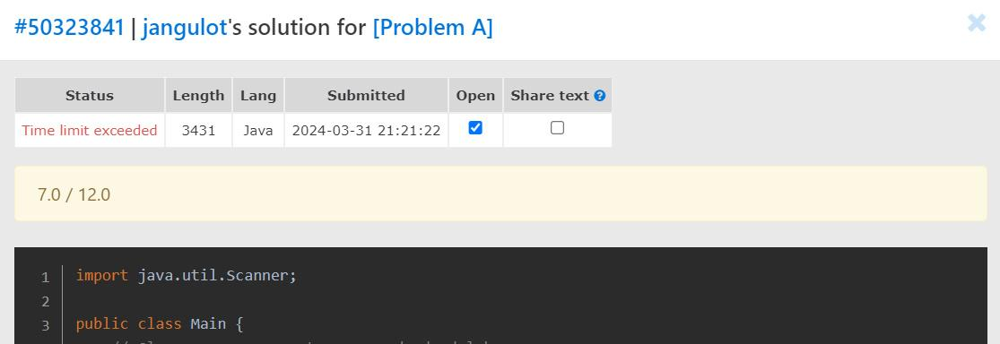 #50323841 | jangulot's solution for [Problem A]
Status Length Lang Submitted Open Share text
Time limit exceeded 3431 Java 2024-03-31 21:21:22
7.0 / 12.0
1 import java.util.Scanner;
2
3 public class Main {